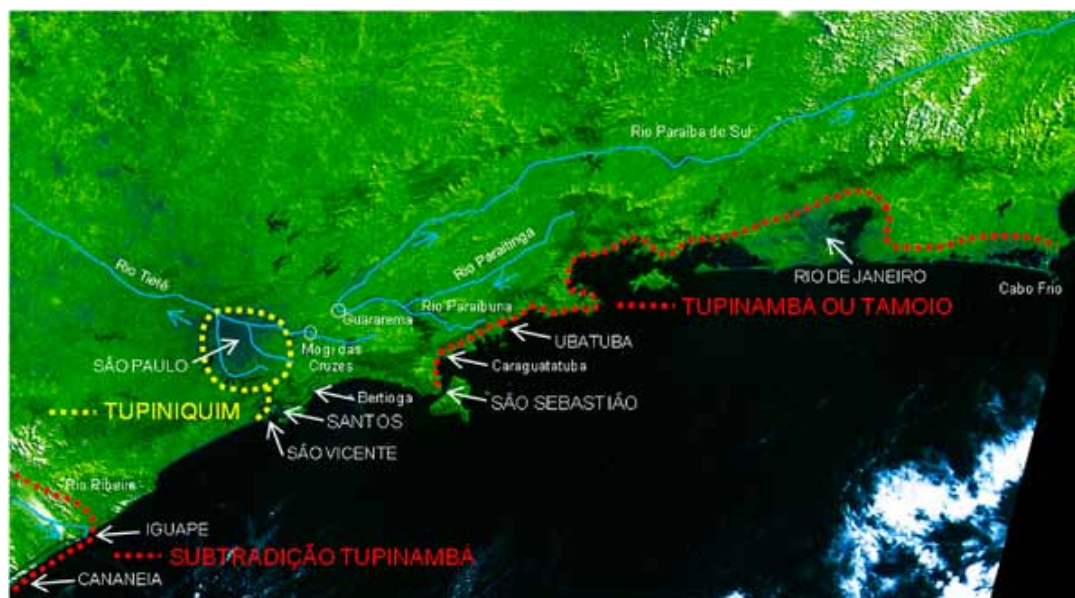 Rio Paraíba do Sul
Rio Tietê
Rio Paraitinga
RIO DE JANEIRO
Cabo Frio
Rio Paraibuna
Guararema
TUPINAMBA OU TAMOIO
UBATUBA
Mogi das
Cruzes
SÃO PAULO
Caraguatatuba
Bertioga
SÃO SEBASTIÃO
TUPINIQUIM
SANTOS
SÃO VICENTE
Rio Ribeira
IGUAPE
SUBTRADIÇÃO TUPINAMBÁ
CANANEIA